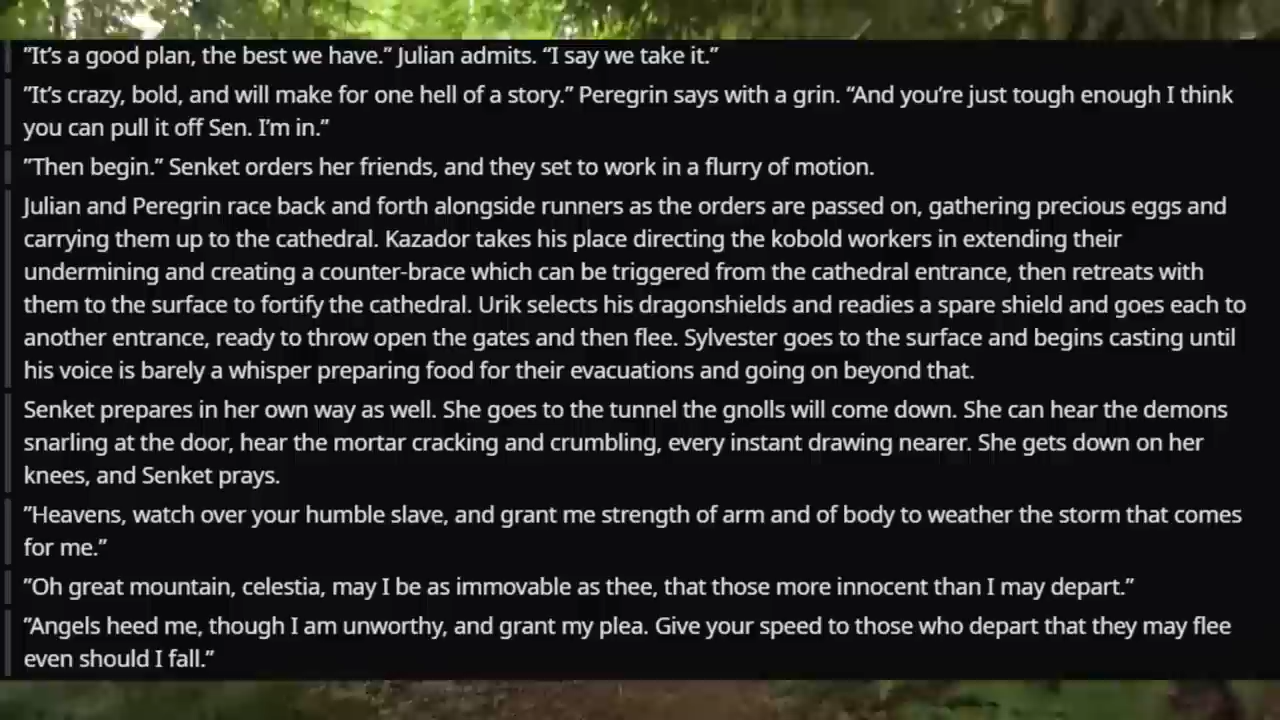 ”It’s a good plan, the best we have.” Julian admits. “I say we take it.”
”It’s crazy, bold, and will make for one hell of a story.” Peregrin says with a grin. “And you’re just tough enough I think
you can pull it off Sen. I’m in.”
”Then begin.” Senket orders her friends, and they set to work in a flurry of motion.
Julian and Peregrin race back and forth alongside runners as the orders are passed on, gathering precious eggs and
carrying them up to the cathedral. Kazador takes his place directing the kobold workers in extending their
undermining and creating a counter-brace which can be triggered from the cathedral entrance, then retreats with
them to the surface to fortify the cathedral. Urik selects his dragonshields and readies a spare shield and goes each to
another entrance, ready to throw open the gates and then flee. Sylvester goes to the surface and begins casting until
his voice is barely a whisper preparing food for their evacuations and going on beyond that.
Senket prepares in her own way as well. She goes to the tunnel the gnolls will come down. She can hear the demons
snarling at the door, hear the mortar cracking and crumbling, every instant drawing nearer. She gets down on her
knees, and Senket prays.
”Heavens, watch over your humble slave, and grant me strength of arm and of body to weather the storm that comes
for me.”
”Oh great mountain, celestia, may I be as immovable as thee, that those more innocent than I may depart.”
”Angels heed me, though I am unworthy, and grant my plea. Give your speed to those who depart that they may flee
even should I fall.”